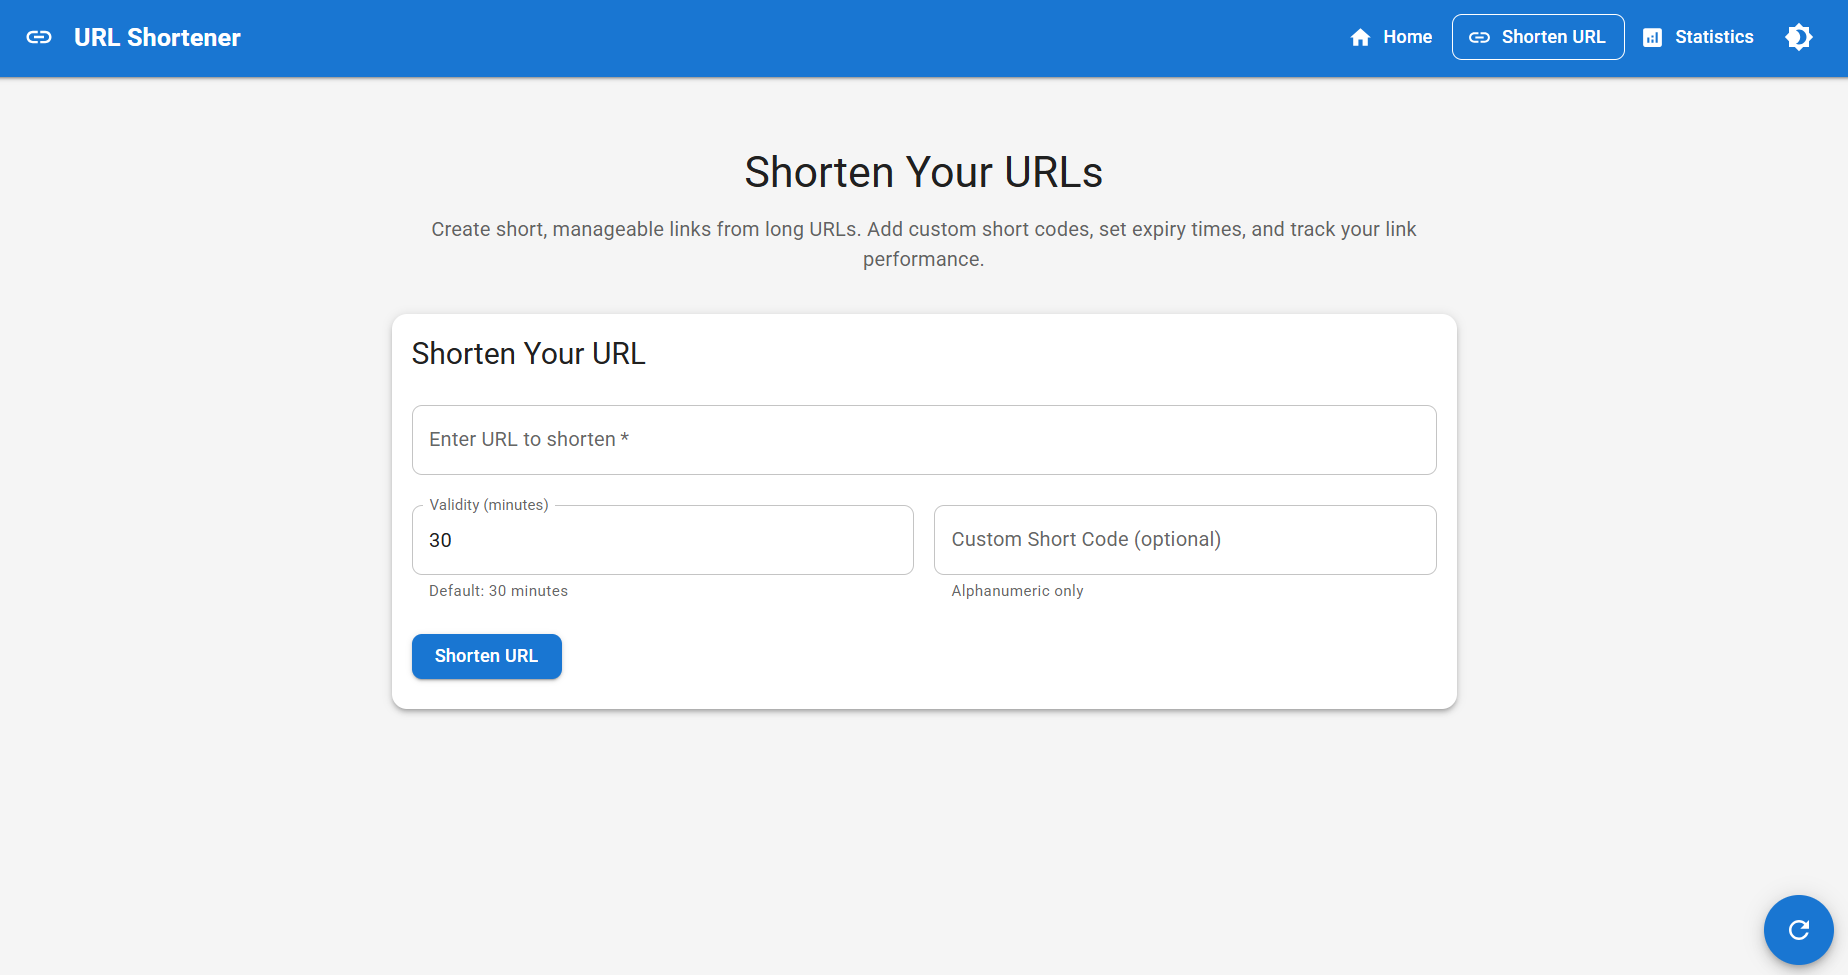 URL Shortener
Home
Shorten URL
Statistics
Shorten Your URLs
Create short, manageable links from long URLs. Add custom short codes, set expiry times, and track your link
performance.
Shorten Your URL
Enter URL to shorten *
Validity (minutes)
30
Custom Short Code (optional)
Default: 30 minutes
Alphanumeric only
Shorten URL